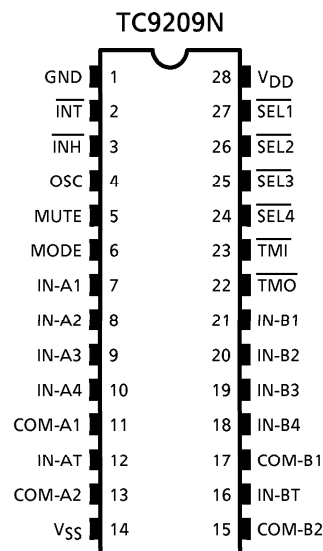 TC9209N
GND 1 28 VDD
INT 2 27 SEL1
INH 3 26 SEL2
OSC 4 25 SEL3
MUTE 5 24 SEL4
MODE 6 23 TMI
IN-A1 7 22 TMO
IN-A2 8 21 IN-B1
IN-A3 9 20 IN-B2
IN-A4 10 19 IN-B3
COM-A1 11 18 IN-B4
IN-AT 12 17 COM-B1
COM-A2 13 16 IN-BT
VSS 14 15 COM-B2